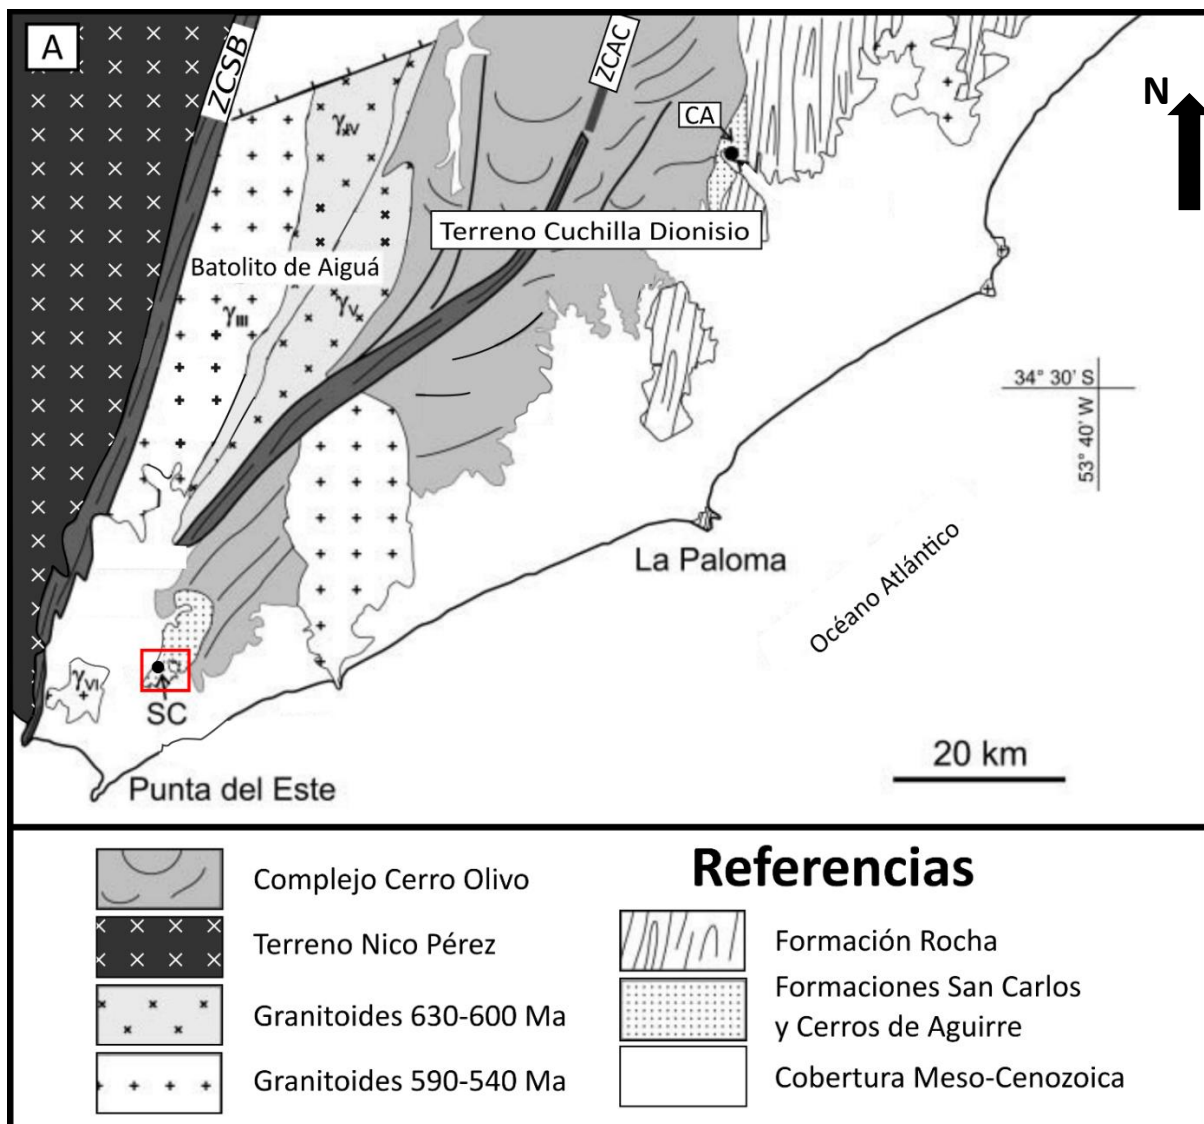 A
ZCSB
ZCAC
N
CA
γIV
Terreno Cuchilla Dionisio
Batolito de Aiguá
γIII
γV
34° 30’ S
53° 40’ W
La Paloma
Océano Atlántico
γVI
SC
20 km
Punta del Este
Referencias
Complejo Cerro Olivo
Terreno Nico Pérez
Granitoides 630-600 Ma
Granitoides 590-540 Ma
Formación Rocha
Formaciones San Carlos
y Cerros de Aguirre
Cobertura Meso-Cenozoica